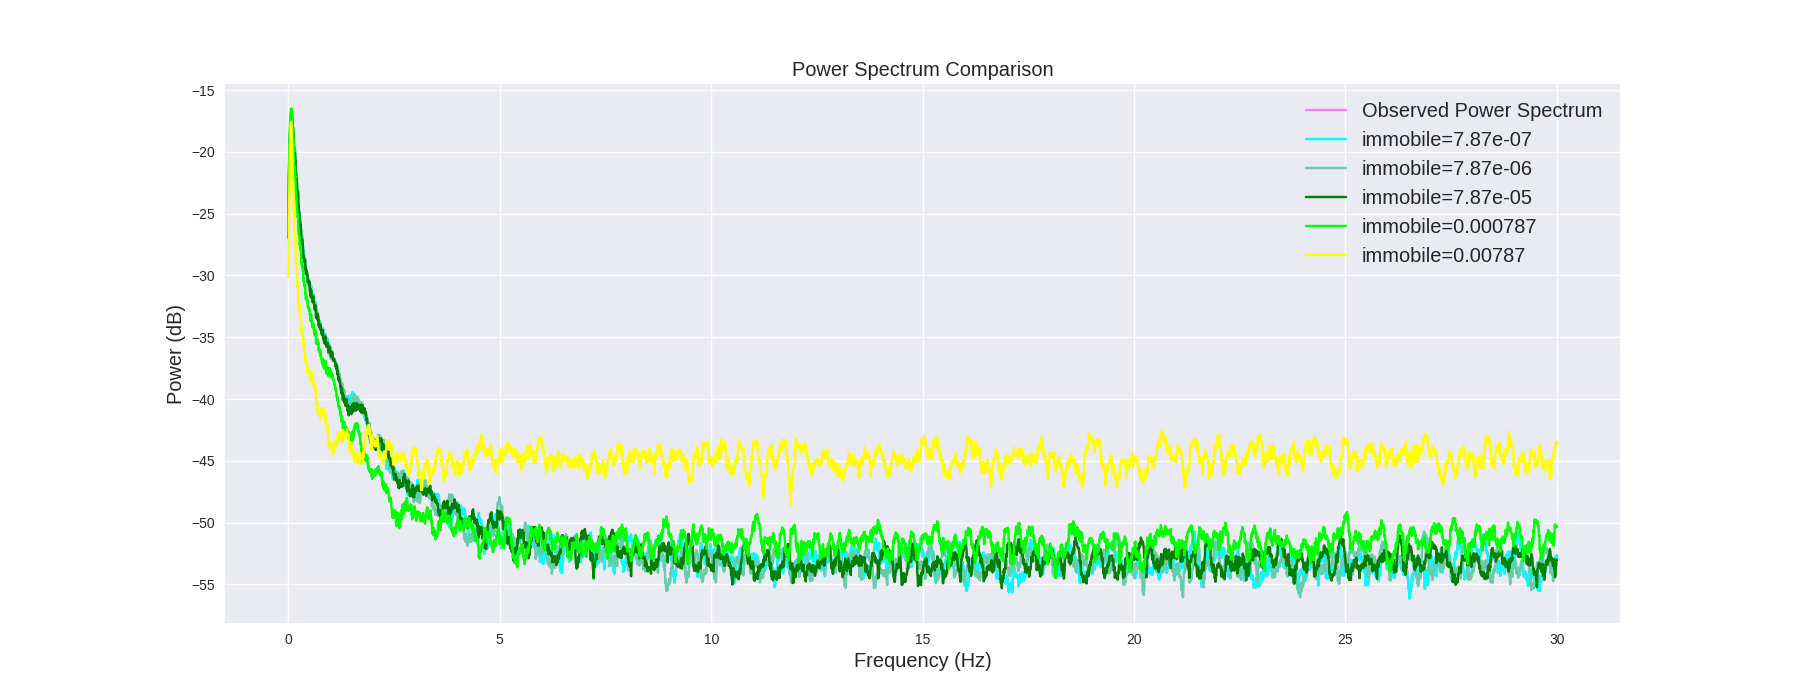 Power Spectrum Comparison
Power (dB)
−15
−20
−25
−30
−35
−40
−45
−50
−55
Observed Power Spectrum
immobile=7.87e-07
immobile=7.87e-06
immobile=7.87e-05
immobile=0.000787
immobile=0.00787
0 5 10 15 20 25 30
Frequency (Hz)